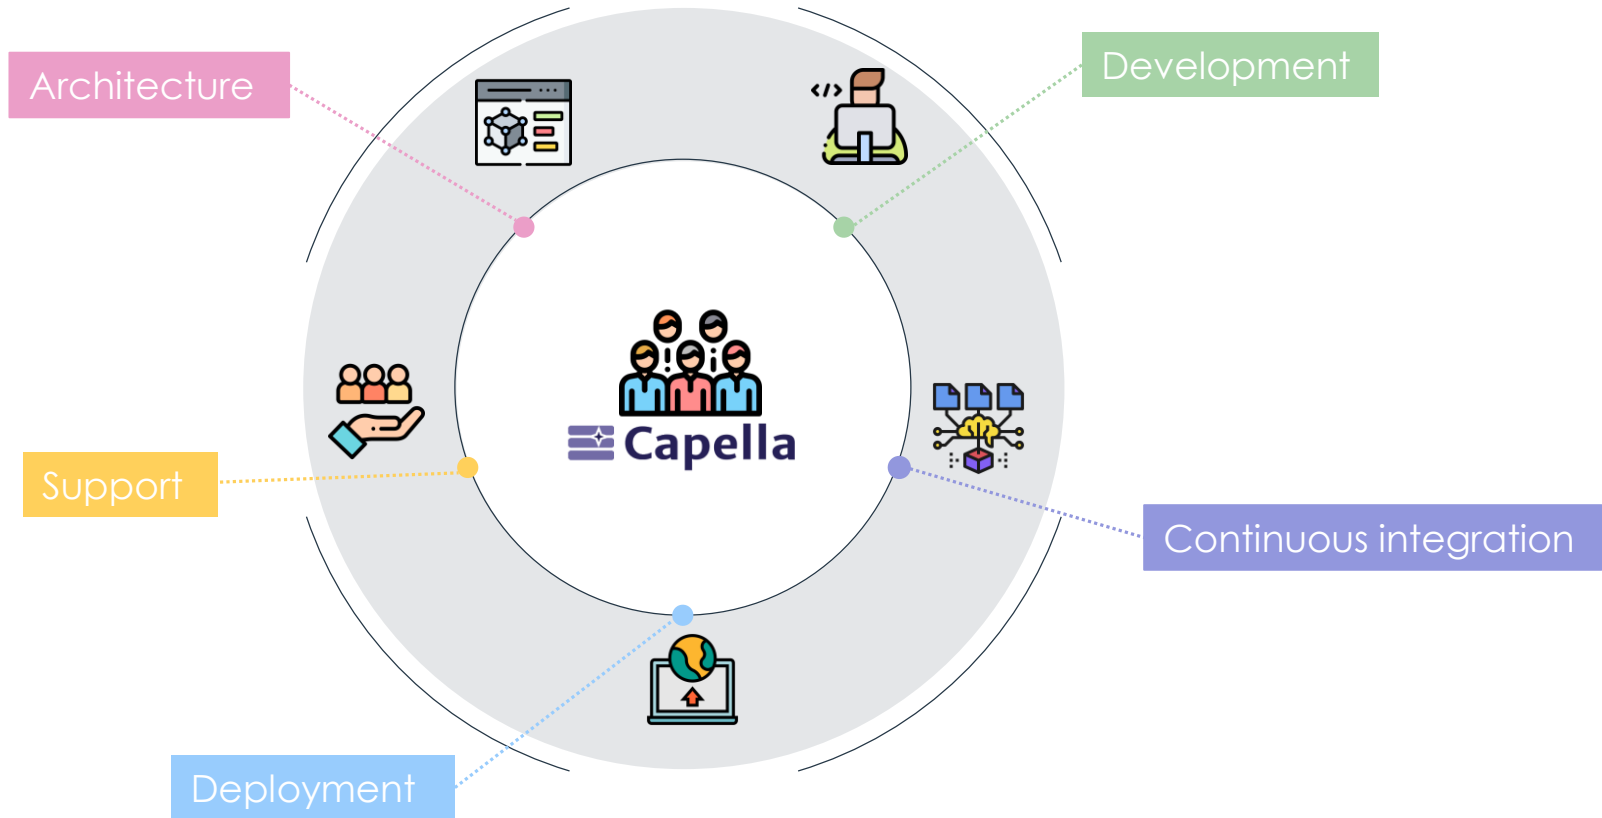 Architecture
Development
</>
Capella
Support
Continuous integration
Deployment